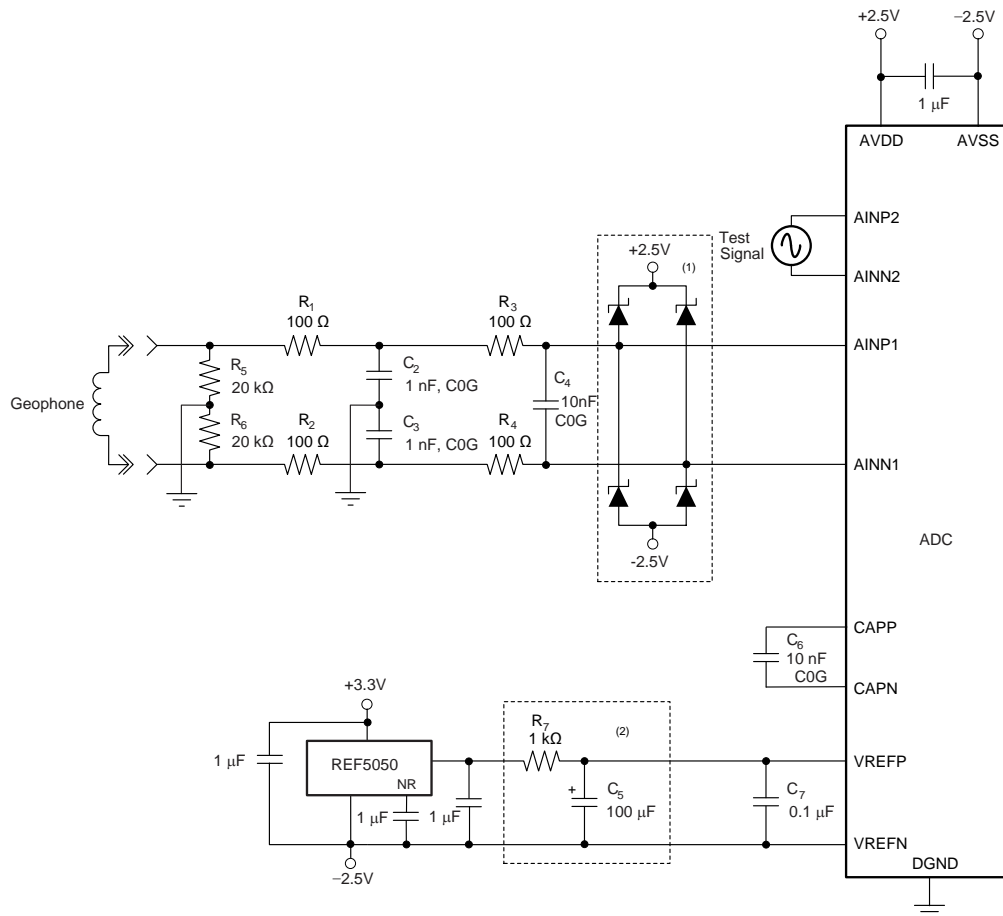 +2.5V
−2.5V
1 μF
AVDD
AVSS
AINP2
Test
Signal
AINN2
+2.5V
(1)
R1
100 Ω
R3
100 Ω
AINP1
R5
20 kΩ
C2
1 nF, C0G
C4
10nF
C0G
Geophone
R6
20 kΩ
R2
100 Ω
C3
1 nF, C0G
R4
100 Ω
AINN1
-2.5V
ADC
CAPP
C6
10 nF
C0G
CAPN
+3.3V
R7
1 kΩ
(2)
1 μF
REF5050
VREFP
NR
1 μF
1 μF
+
C5
100 μF
C7
0.1 μF
VREFN
−2.5V
DGND